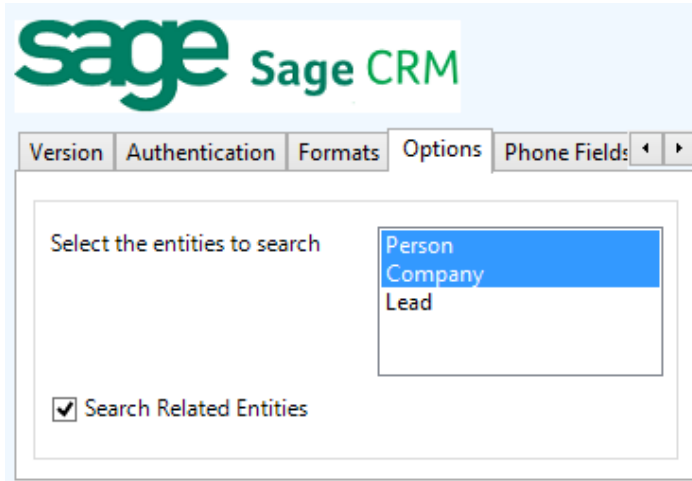 sage Sage CRM
Version Authentication Formats Options Phone Fields
Select the entities to search
Person
Company
Lead
Search Related Entities